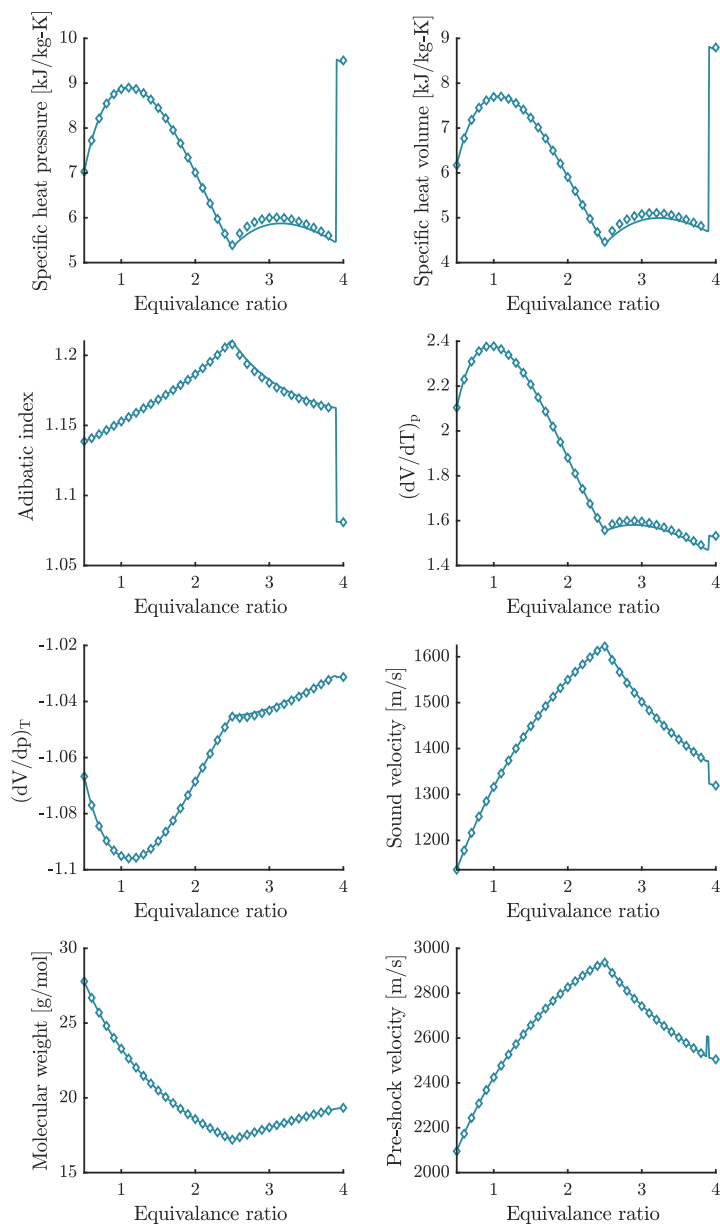 Specific heat pressure [kJ/kg-K]
10
9
8
7
6
5
1 2 3 4
Equivalance ratio
Specific heat volume [kJ/kg-K]
9
8
7
6
5
4
1 2 3 4
Equivalance ratio
Adibatic index
1.2
1.15
1.1
1.05
1 2 3 4
Equivalance ratio
(dV/dT)p
2.4
2.2
2
1.8
1.6
1.4
1 2 3 4
Equivalance ratio
(dV/dp)T
-1.02
-1.04
-1.06
-1.08
-1.1
1 2 3 4
Equivalance ratio
Sound velocity [m/s]
1600
1500
1400
1300
1200
1 2 3 4
Equivalance ratio
Molecular weight [g/mol]
30
25
20
15
1 2 3 4
Equivalance ratio
Pre-shock velocity [m/s]
3000
2800
2600
2400
2200
2000
1 2 3 4
Equivalance ratio